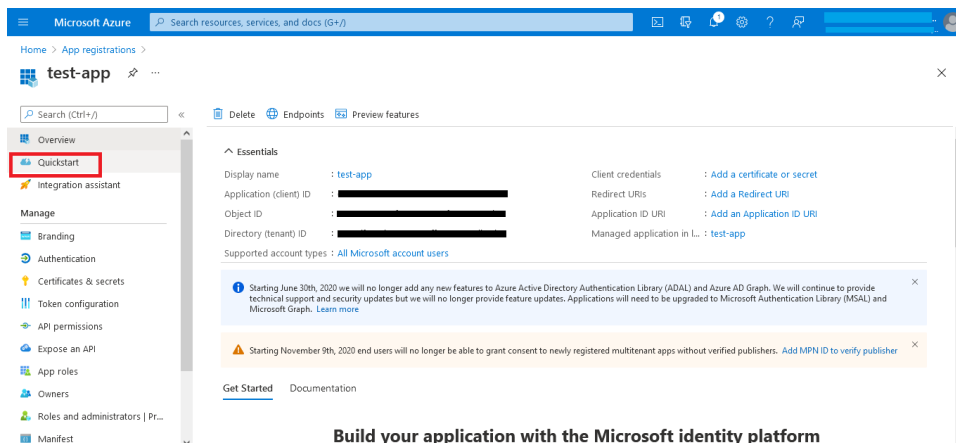 Microsoft Azure
Search resources, services, and docs (G+/)
1
Home > App registrations >
test-app
Search (Ctrl+/)
Overview
Quickstart
Integration assistant
Manage
Branding
Authentication
Certificates & secrets
Token configuration
API permissions
Expose an API
App roles
Owners
Roles and administrators | Pr...
Manifest
Delete
Endpoints
Preview features
Essentials
Display name : test-app
Application (client) ID :
Object ID :
Directory (tenant) ID :
Supported account types : All Microsoft account users
Client credentials : Add a certificate or secret
Redirect URIs : Add a Redirect URI
Application ID URI : Add an Application ID URI
Managed application in l... : test-app
Starting June 30th, 2020 we will no longer add any new features to Azure Active Directory Authentication Library (ADAL) and Azure AD Graph. We will continue to provide
technical support and security updates but we will no longer provide feature updates. Applications will need to be upgraded to Microsoft Authentication Library (MSAL) and
Microsoft Graph. Learn more
Starting November 9th, 2020 end users will no longer be able to grant consent to newly registered multitenant apps without verified publishers. Add MPN ID to verify publisher
Get Started
Documentation
Build your application with the Microsoft identity platform